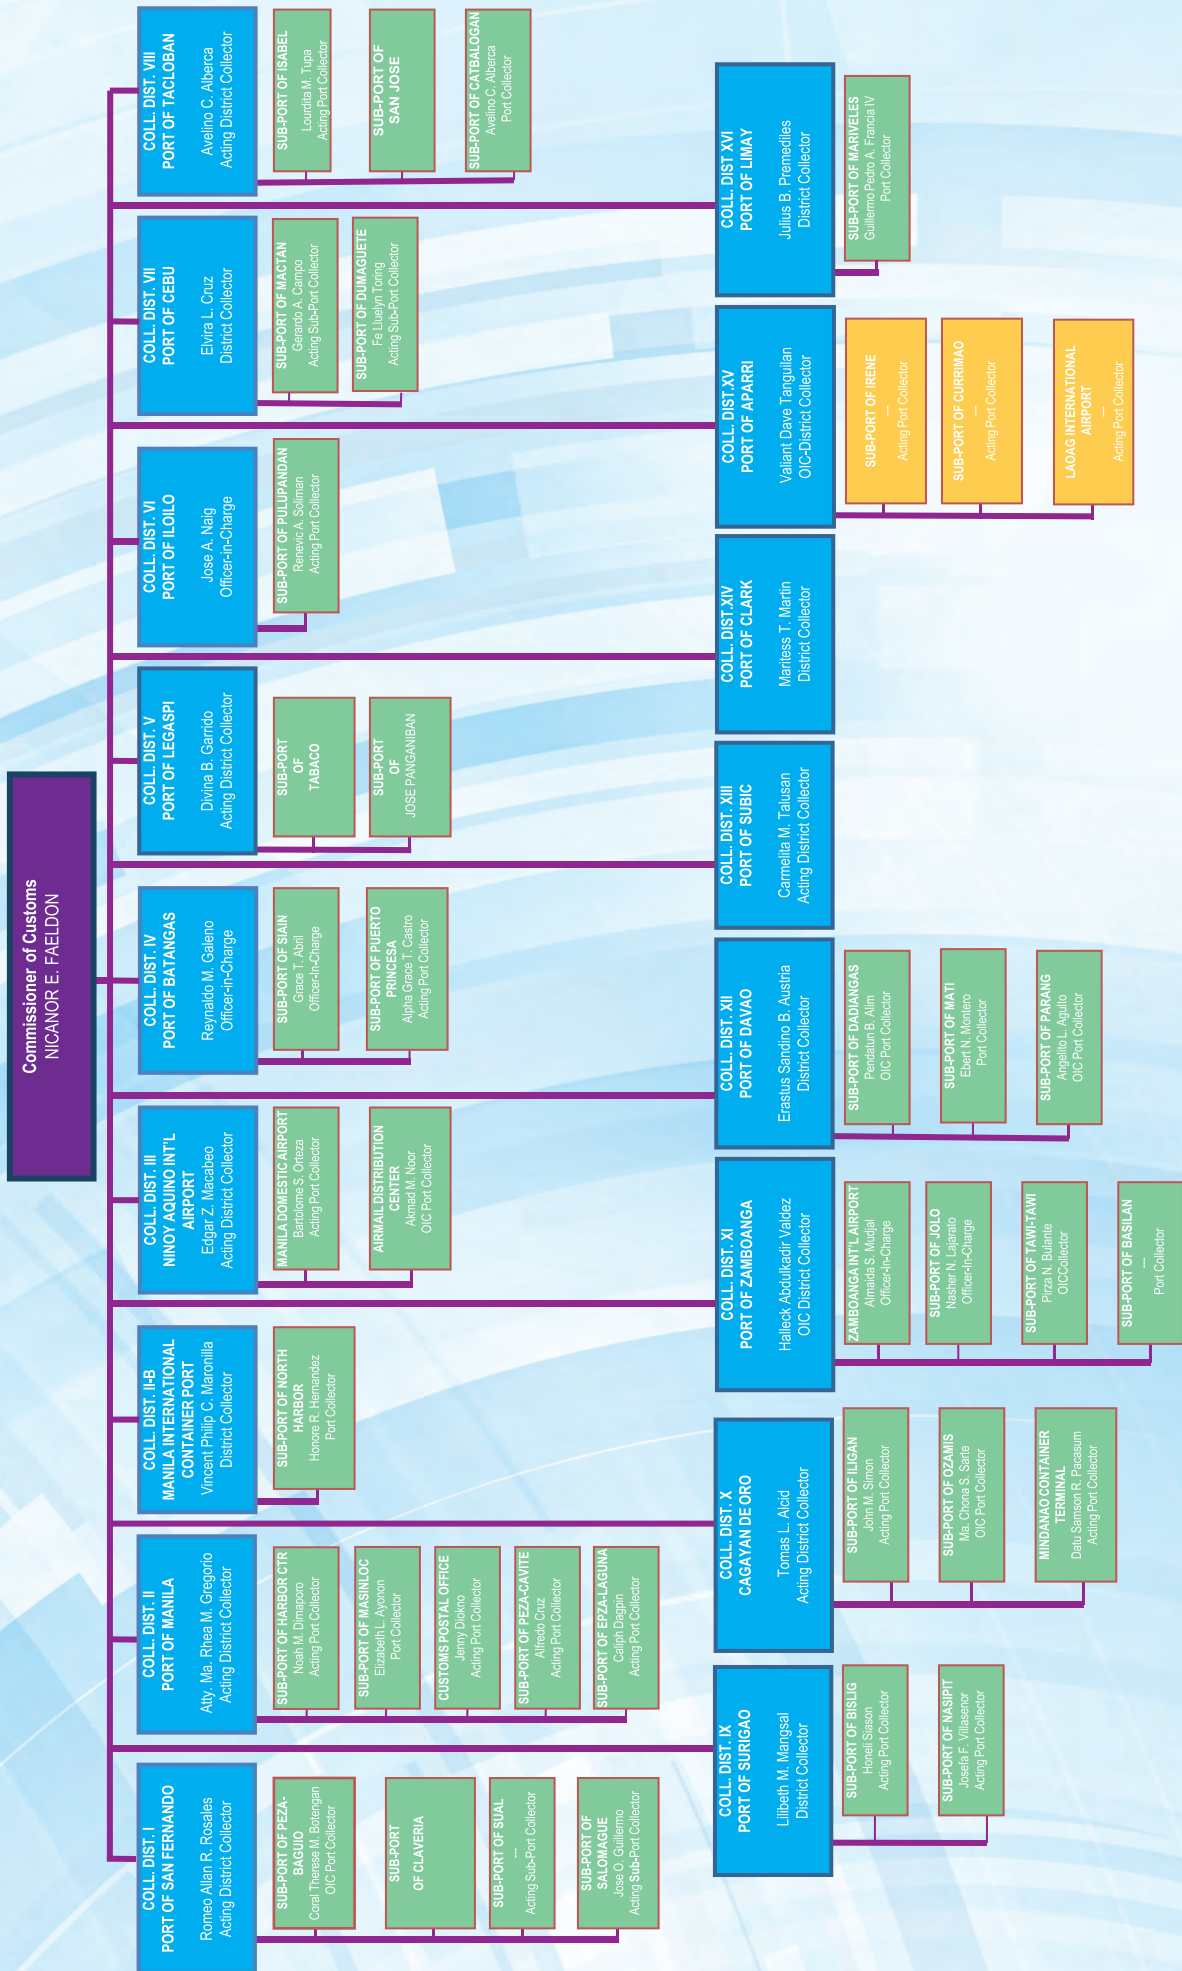 Commissioner of Customs
NICANOR E. FAELDON
COLL. DIST. I
PORT OF SAN FERNANDO
Romeo Allan R. Rosales
Acting District Collector
SUB-PORT OF PEZA-
BAGUIO
Coral Therese M. Botengan
OIC Port Collector
SUB-PORT
OF CLAVERIA
SUB-PORT OF SUAL
---
Acting Sub-Port Collector
SUB-PORT OF
SALOMAGUE
Jose O. Guillermo
Acting Sub-Port Collector
COLL. DIST. II
PORT OF MANILA
Atty. Ma. Rhea M. Gregorio
Acting District Collector
SUB-PORT OF HARBOR CTR
Noah M. Dimaporo
Acting Port Collector
SUB-PORT OF MASINLOC
Elizabeth L. Ayonon
Port Collector
CUSTOMS POSTAL OFFICE
Jenny Diokno
Acting Port Collector
SUB-PORT OF PEZA-CAVITE
Alfredo Cruz
Acting Port Collector
SUB-PORT OF EPZA-LAGUNA
Caliph Dagpin
Acting Port Collector
COLL. DIST. II-B
MANILA INTERNATIONAL
CONTAINER PORT
Vincent Philip C. Maronilla
District Collector
SUB-PORT OF NORTH
HARBOR
Honore R. Hernandez
Port Collector
COLL. DIST. III
NINOY AQUINO INT'L
AIRPORT
Edgar Z. Macabeo
Acting District Collector
MANILA DOMESTIC AIRPORT
Bartolome S. Orteza
Acting Port Collector
AIRMAIL DISTRIBUTION
CENTER
Akmad M. Noor
OIC Port Collector
COLL. DIST. IV
PORT OF BATANGAS
Reynaldo M. Galeno
Officer-in-Charge
SUB-PORT OF SIAIN
Grace T. Abril
Officer-In-Charge
SUB-PORT OF PUERTO
PRINCESA
Alpha Grace T. Castro
Acting Port Collector
COLL. DIST. V
PORT OF LEGASPI
Divina B. Garrido
Acting District Collector
SUB-PORT
OF
TABACO
SUB-PORT
OF
JOSE PANGANIBAN
COLL. DIST. VI
PORT OF ILOILO
Jose A. Naig
Officer-in-Charge
SUB-PORT OF PULUPANDAN
Renevic A. Soliman
Acting Port Collector
COLL. DIST. VII
PORT OF CEBU
Elvira L. Cruz
District Collector
SUB-PORT OF MACTAN
Gerardo A. Campo
Acting Sub-Port Collector
SUB-PORT OF DUMAGUETE
Fe Lluelyn Toring
Acting Sub-Port Collector
COLL. DIST. VIII
PORT OF TACLOBAN
Avelino C. Alberca
Acting District Collector
SUB-PORT OF ISABEL
Lourdita M. Tupa
Acting Port Collector
SUB-PORT OF
SAN JOSE
SUB-PORT OF CATBALOGAN
Avelino C. Alberca
Port Collector
COLL. DIST. IX
PORT OF SURIGAO
Lilibeth M. Mangsal
District Collector
SUB-PORT OF BISLIG
Honeli Siason
Acting Port Collector
SUB-PORT OF NASIPIT
Josefa F. Villasenor
Acting Port Collector
COLL. DIST. X
CAGAYAN DE ORO
Tomas L. Alcid
Acting District Collector
SUB-PORT OF ILIGAN
John M. Simon
Acting Port Collector
SUB-PORT OF OZAMIS
Ma. Chona S. Sarte
OIC Port Collector
MINDANAO CONTAINER
TERMINAL
Datu Samson R. Pacasum
Acting Port Collector
COLL. DIST. XI
PORT OF ZAMBOANGA
Halleck Abdulkadir Valdez
OIC District Collector
ZAMBOANGA INT'L AIRPORT
Almaida S. Mudjal
Officer-In-Charge
SUB-PORT OF JOLO
Nasher N. Lajarato
Officer-In-Charge
SUB-PORT OF TAWI-TAWI
Pirza N. Bulante
OICCollector
SUB-PORT OF BASILAN
---
Port Collector
COLL. DIST. XII
PORT OF DAVAO
Erastus Sandino B. Austria
District Collector
SUB-PORT OF DADIANGAS
Pendatun B. Alim
OIC Port Collector
SUB-PORT OF MATI
Ebert N. Montero
Port Collector
SUB-PORT OF PARANG
Angelito L. Aguito
OIC Port Collector
COLL. DIST. XIII
PORT OF SUBIC
Carmelita M. Talusan
Acting District Collector
COLL. DIST.XIV
PORT OF CLARK
Maritess T. Martin
District Collector
COLL. DIST.XV
PORT OF APARRI
Valiant Dave Tanguilan
OIC-District Collector
SUB-PORT OF IRENE
---
Acting Port Collector
SUB-PORT OF CURRIMAO
---
Acting Port Collector
LAOAG INTERNATIONAL
AIRPORT
---
Acting Port Collector
COLL. DIST XVI
PORT OF LIMAY
Julius B. Premediles
District Collector
SUB-PORT OF MARIVELES
Guillermo Pedro A. Francia IV
Port Collector